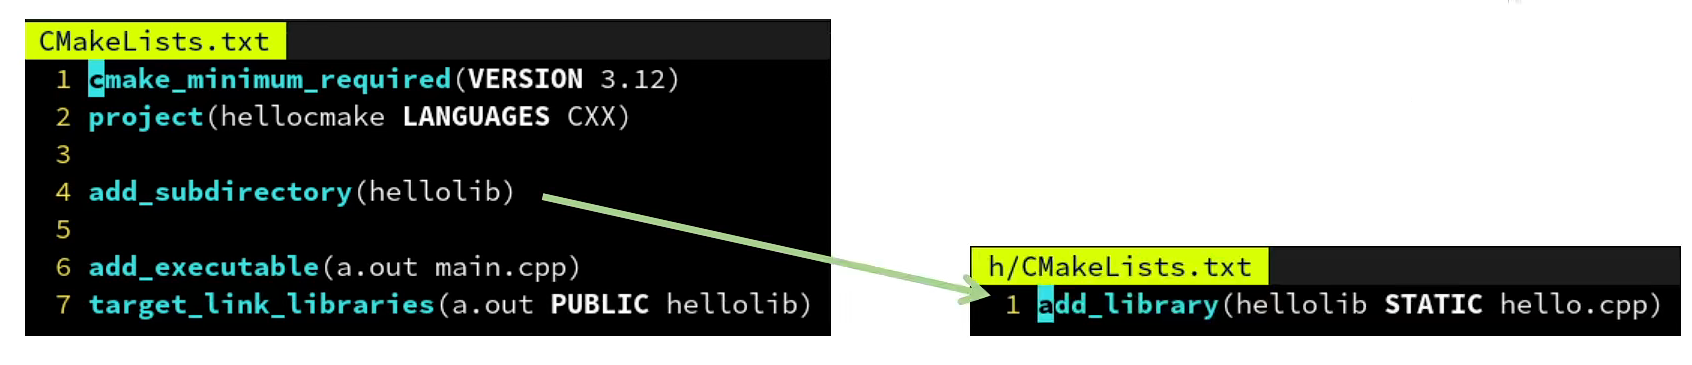 CMakeLists.txt
1 cmake_minimum_required(VERSION 3.12)
2 project(hellocmake LANGUAGES CXX)
3
4 add_subdirectory(hellolib)
5
6 add_executable(a.out main.cpp)
7 target_link_libraries(a.out PUBLIC hellolib)
h/CMakeLists.txt
1 add_library(hellolib STATIC hello.cpp)